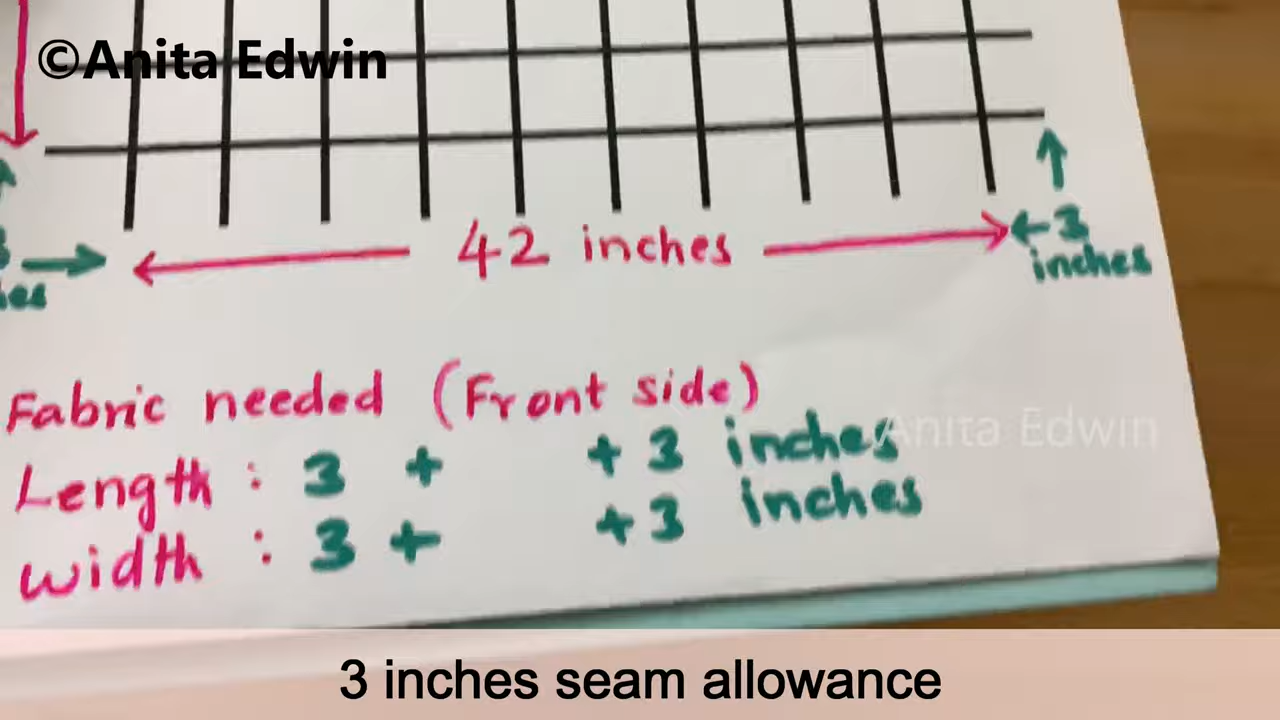 ©Anita Edwin
42 inches
3
inches
Fabric needed (Front side)
Length : 3 + + 3 inches
Anita Edwin
width : 3 + +3 inches
3 inches seam allowance